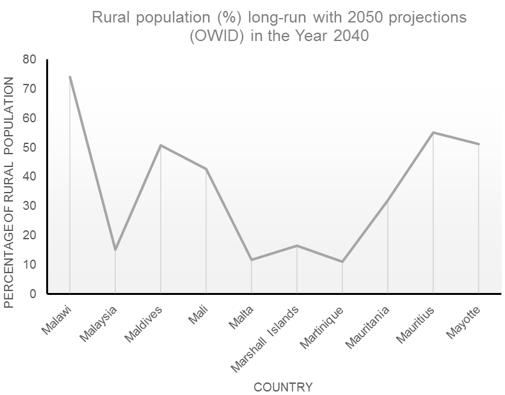 Rural population (%) long-run with 2050 projections
(OWID) in the Year 2040
PERCENTAGE OF RURAL POPULATION
80
70
60
50
40
30
20
10
0
Malawi
Malaysia
Maldives
Mali
Malta
Marshall Islands
Martinique
Mauritania
Mauritius
Mayotte
COUNTRY